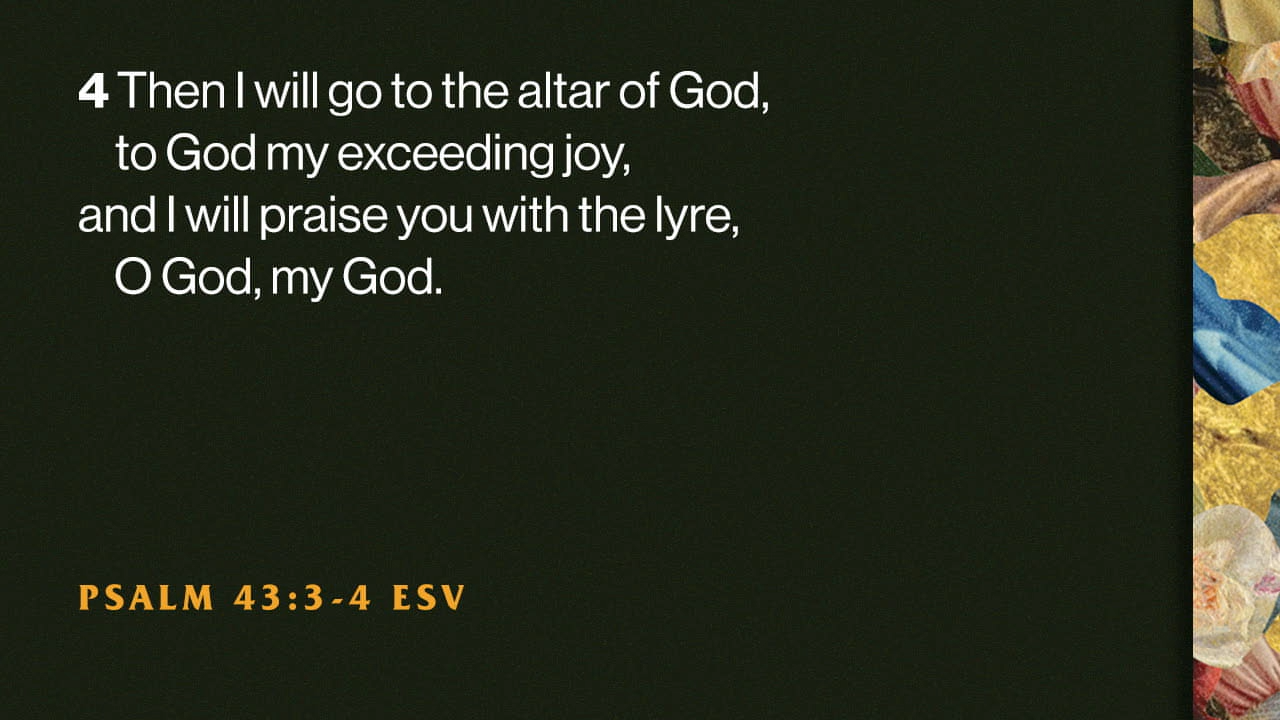 4 Then I will go to the altar of God,
to God my exceeding joy,
and I will praise you with the lyre,
O God, my God.
PSALM 43:3-4 ESV